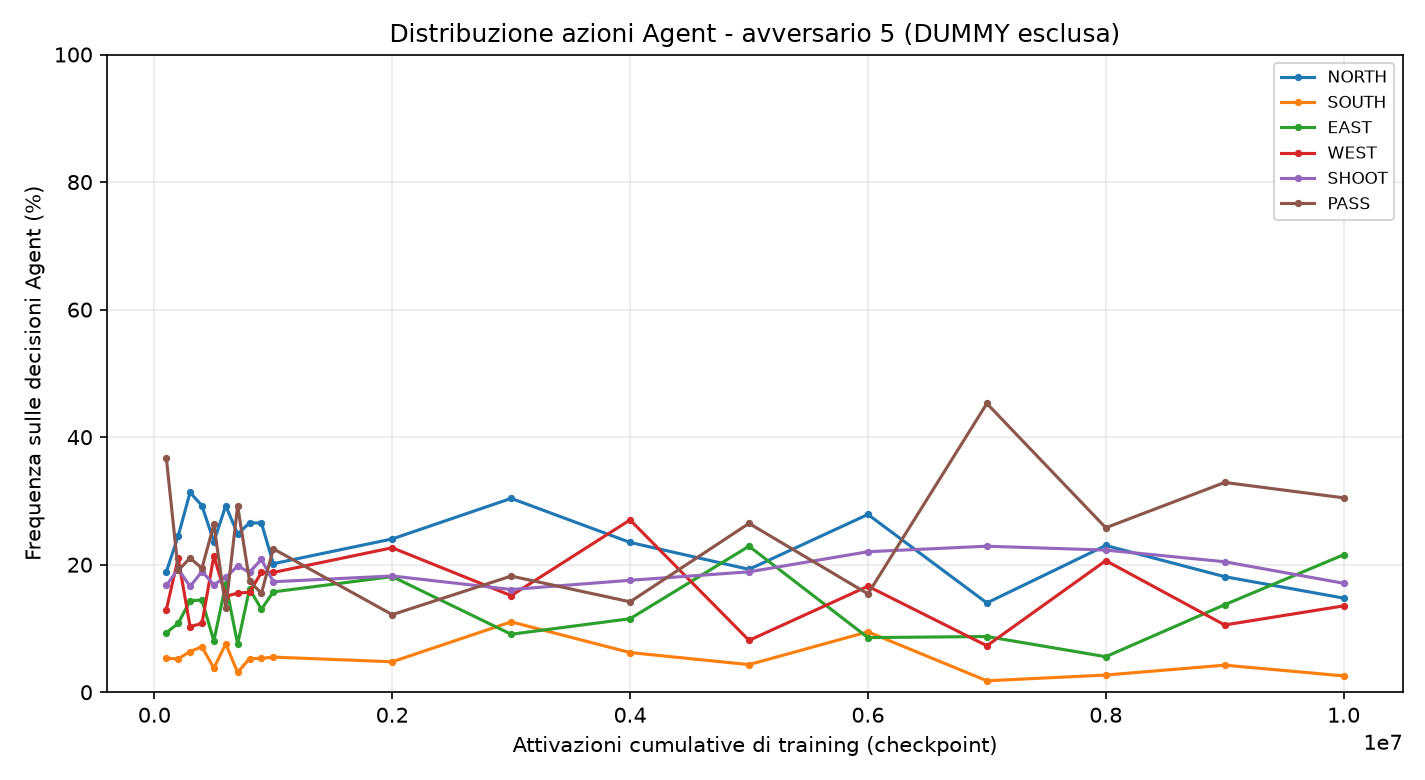 Distribuzione azioni Agent - avversario 5 (DUMMY esclusa)
Frequenza sulle decisioni Agent (%)
100
80
60
40
20
0
NORTH
SOUTH
EAST
WEST
SHOOT
PASS
0.0 0.2 0.4 0.6 0.8 1.0
1e7
Attivazioni cumulative di training (checkpoint)